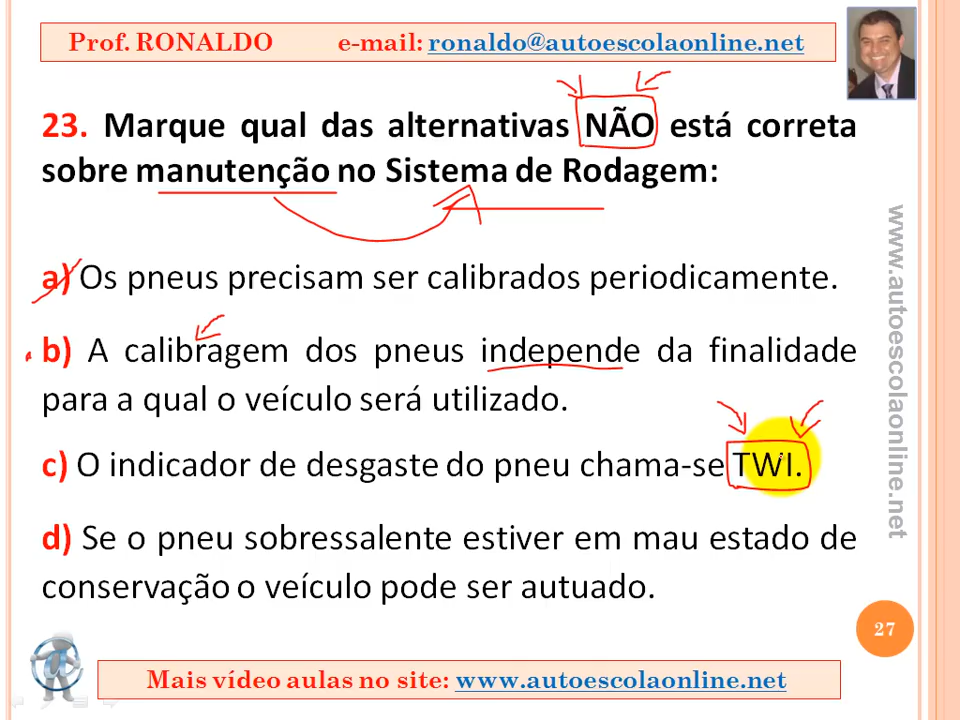 Prof. RONALDO e-mail: ronaldo@autoescolaonline.net
23. Marque qual das alternativas NÃO está correta
sobre manutenção no Sistema de Rodagem:
a) Os pneus precisam ser calibrados periodicamente.
b) A calibragem dos pneus independe da finalidade
para a qual o veículo será utilizado.
c) O indicador de desgaste do pneu chama-se TWI.
d) Se o pneu sobressalente estiver em mau estado de
conservação o veículo pode ser autuado.
www.autoescolaonline.net
27
Mais vídeo aulas no site: www.autoescolaonline.net